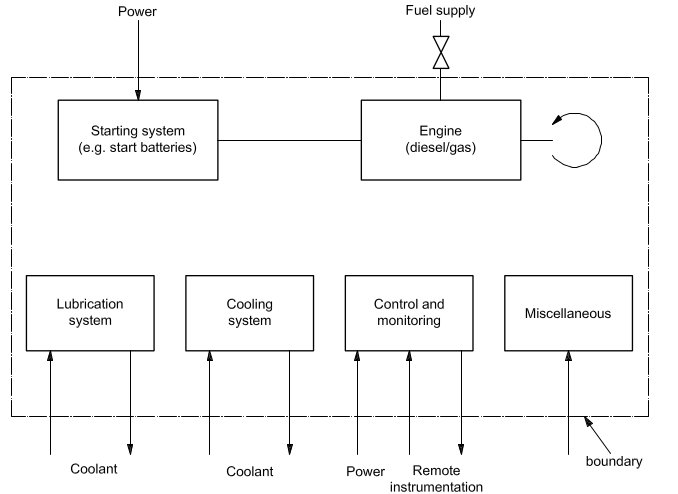 Power
Fuel supply
Starting system
(e.g. start batteries)
Engine
(diesel/gas)
Lubrication
system
Cooling
system
Control and
monitoring
Miscellaneous
Coolant
Coolant
Power
Remote
instrumentation
boundary